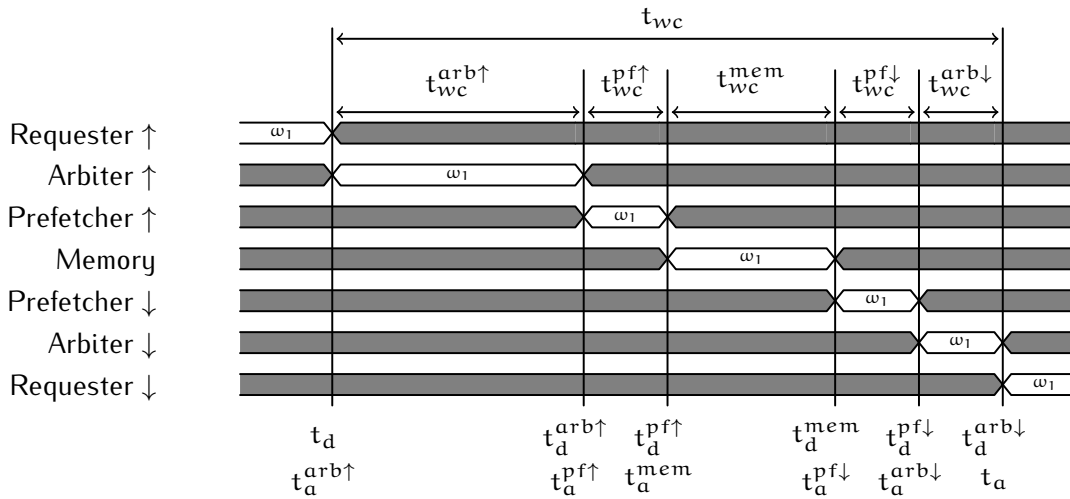 t_wc
t_wc^arb↑ t_wc^pf↑ t_wc^mem t_wc^pf↓ t_wc^arb↓
Requester ↑ ω₁
Arbiter ↑ ω₁
Prefetcher ↑ ω₁
Memory ω₁
Prefetcher ↓ ω₁
Arbiter ↓ ω₁
Requester ↓ ω₁
t_d t_d^arb↑ t_d^pf↑ t_d^mem t_d^pf↓ t_d^arb↓
t_a^arb↑ t_a^pf↑ t_a^mem t_a^pf↓ t_a^arb↓ t_a